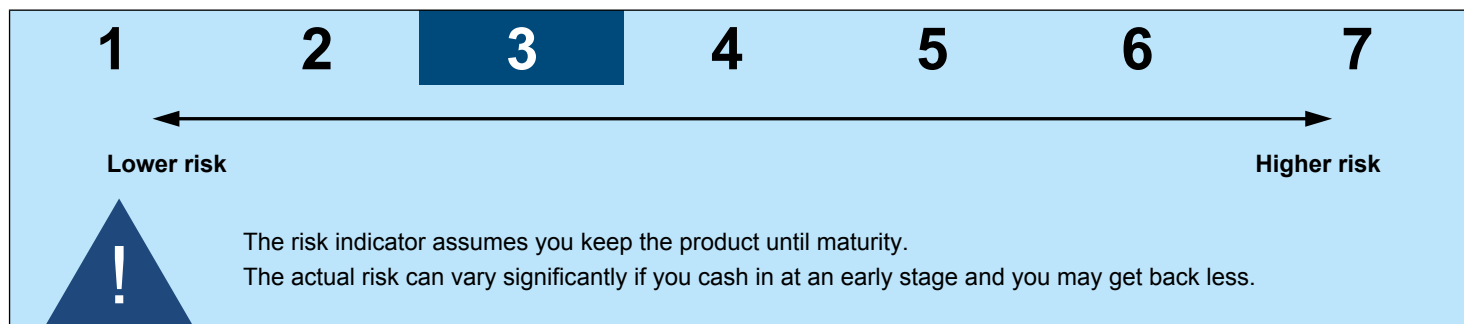 1 2 3 4 5 6 7
Lower risk Higher risk
!
The risk indicator assumes you keep the product until maturity.
The actual risk can vary significantly if you cash in at an early stage and you may get back less.